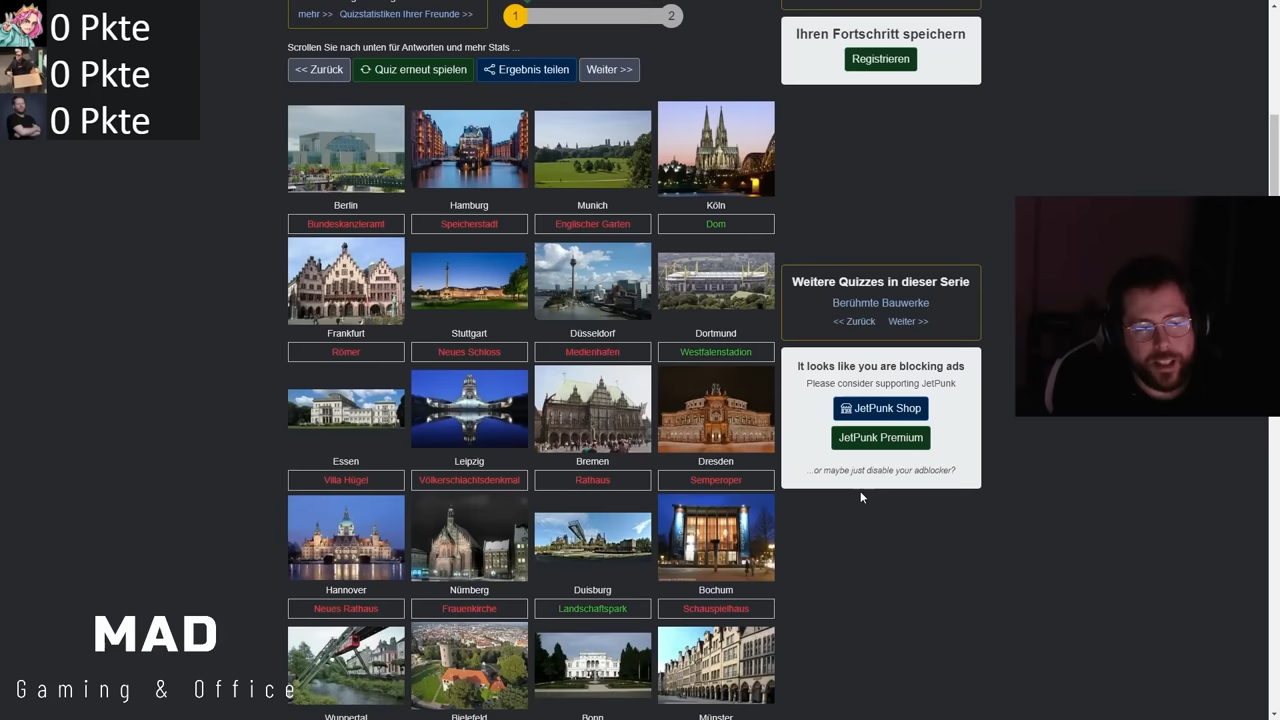 0 Pkte
0 Pkte
0 Pkte
mehr >> Quizstatistiken Ihrer Freunde >>
1 2
Scrollen Sie nach unten für Antworten und mehr Stats ...
<< Zurück Quiz erneut spielen Ergebnis teilen Weiter >>
Berlin Hamburg Munich Köln
Bundeskanzleramt Speicherstadt Englischer Garten Dom
Frankfurt Stuttgart Düsseldorf Dortmund
Römer Neues Schloss Medienhafen Westfalenstadion
Essen Leipzig Bremen Dresden
Villa Hügel Völkerschlachtsdenkmal Rathaus Semperoper
Hannover Nürnberg Duisburg Bochum
Neues Rathaus Frauenkirche Landschaftspark Schauspielhaus
Wuppertal Bielefeld Bonn Münster
Ihren Fortschritt speichern
Registrieren
Weitere Quizzes in dieser Serie
Berühmte Bauwerke
<< Zurück Weiter >>
It looks like you are blocking ads
Please consider supporting JetPunk
JetPunk Shop
JetPunk Premium
...or maybe just disable your adblocker?
MAD
Gaming & Office